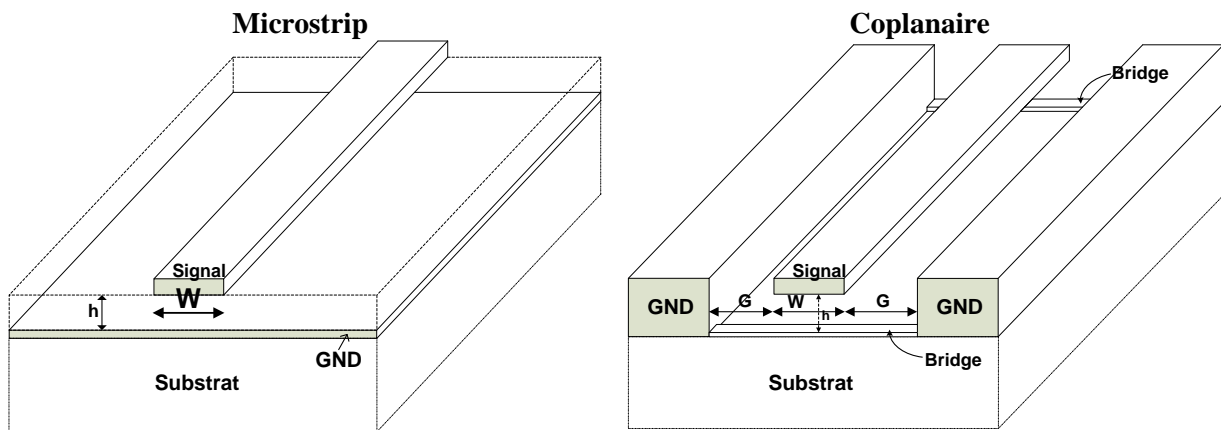 Microstrip
Signal
W
h
GND
Substrat
Coplanaire
Bridge
Signal
GND
G
W
G
h
GND
Bridge
Substrat